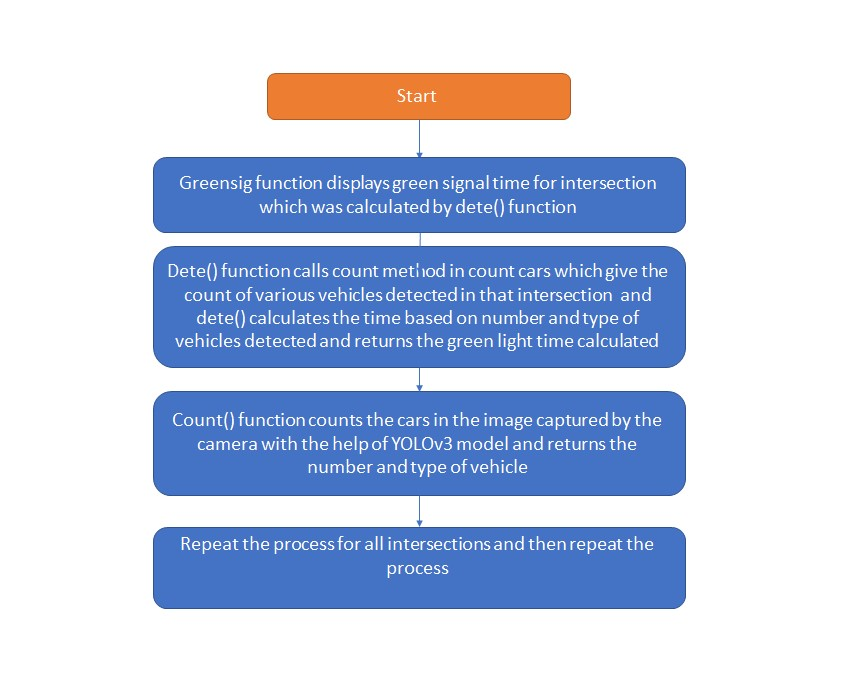 Start
Greensig function displays green signal time for intersection
which was calculated by dete() function
Dete() function calls count method in count cars which give the
count of various vehicles detected in that intersection and
dete() calculates the time based on number and type of
vehicles detected and returns the green light time calculated
Count() function counts the cars in the image captured by the
camera with the help of YOLOv3 model and returns the
number and type of vehicle
Repeat the process for all intersections and then repeat the
process